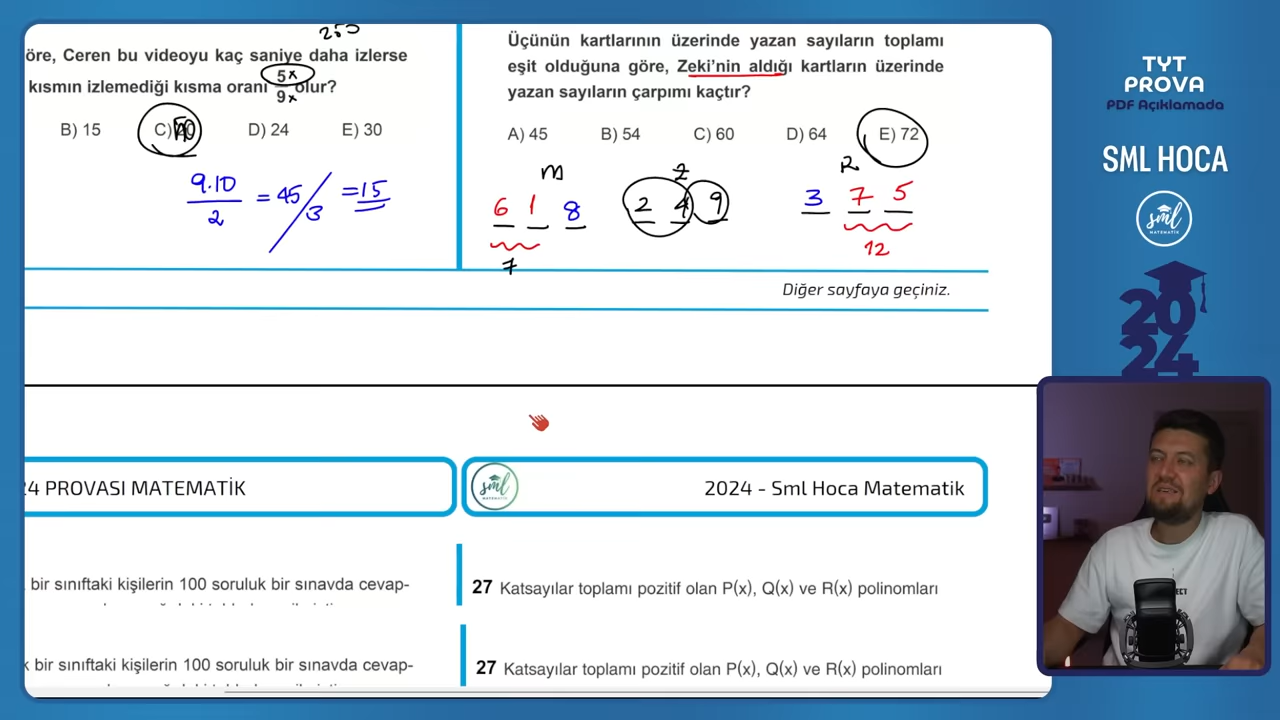 255
öre, Ceren bu videoyu kaç saniye daha izlerse
kısmın izlemediği kısma oranı 5x/9x olur?
B) 15 C) D) 24 E) 30
9.10/2 = 45/3 = 15
Üçünün kartlarının üzerinde yazan sayıların toplamı
eşit olduğuna göre, Zeki'nin aldığı kartların üzerinde
yazan sayıların çarpımı kaçtır?
A) 45 B) 54 C) 60 D) 64 E) 72
m z R
6 1 8 2 4 9 3 7 5
7 12
Diğer sayfaya geçiniz.
24 PROVASI MATEMATİK
sml
MATEMATİK
2024 - Sml Hoca Matematik
bir sınıftaki kişilerin 100 soruluk bir sınavda cevap-
27 Katsayılar toplamı pozitif olan P(x), Q(x) ve R(x) polinomları
k bir sınıftaki kişilerin 100 soruluk bir sınavda cevap-
27 Katsayılar toplamı pozitif olan P(x), Q(x) ve R(x) polinomları
TYT
PROVA
PDF Açıklamada
SML HOCA
sml
MATEMATİK
2024